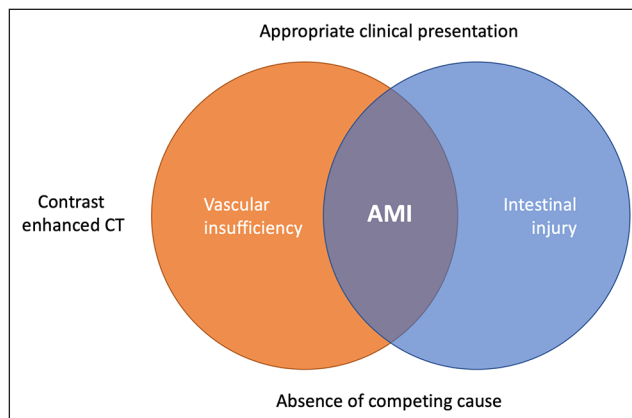 Appropriate clinical presentation
Contrast
enhanced CT
Vascular
insufficiency
AMI
Intestinal
injury
Absence of competing cause